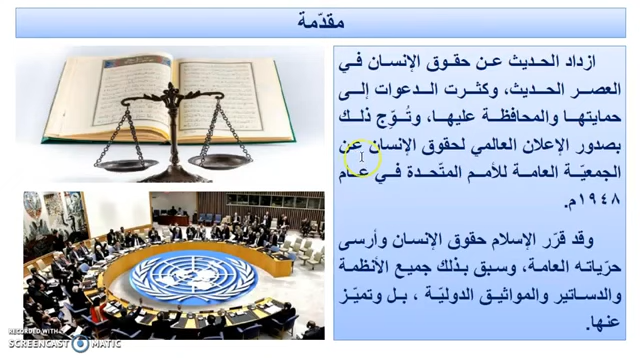 مقدّمة
ازداد الحديث عن حقوق الإنسان في
العصر الحديث، وكثرت الدعوات إلى
حمايتها والمحافظة عليها، وتُوّج ذلك
بصدور الإعلان العالمي لحقوق الإنسان عن
الجمعيّة العامة للأمم المتّحدة في عام
١٩٤٨م.
وقد قرّر الإسلام حقوق الإنسان وأرسى
حرّياته العامة، وسبق بذلك جميع الأنظمة
والدساتير والمواثيق الدوليّة ، بل وتميّز
عنها.
RECORDED WITH
SCREENCAST MATIC